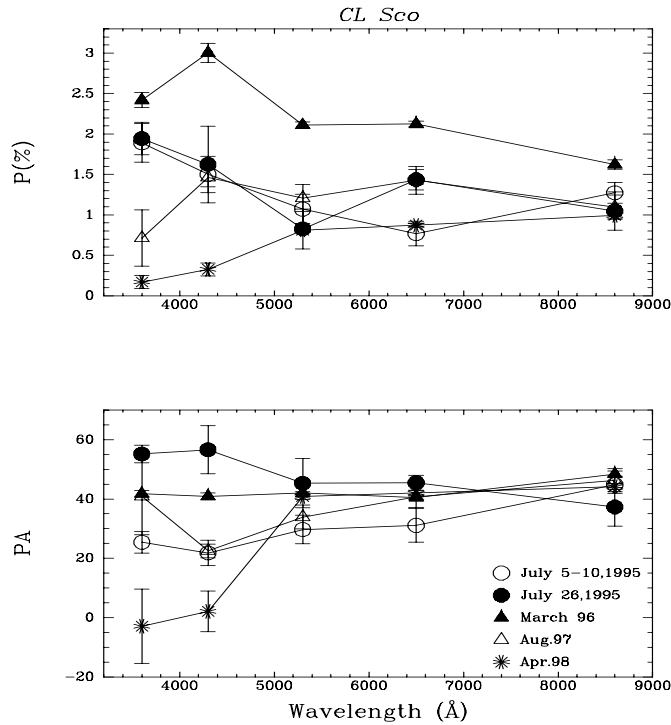 CL Sco
P(%)
3
2.5
2
1.5
1
0.5
0
4000 5000 6000 7000 8000 9000
PA
60
40
20
0
−20
July 5−10,1995
July 26,1995
March 96
Aug.97
Apr.98
4000 5000 6000 7000 8000 9000
Wavelength (Å)